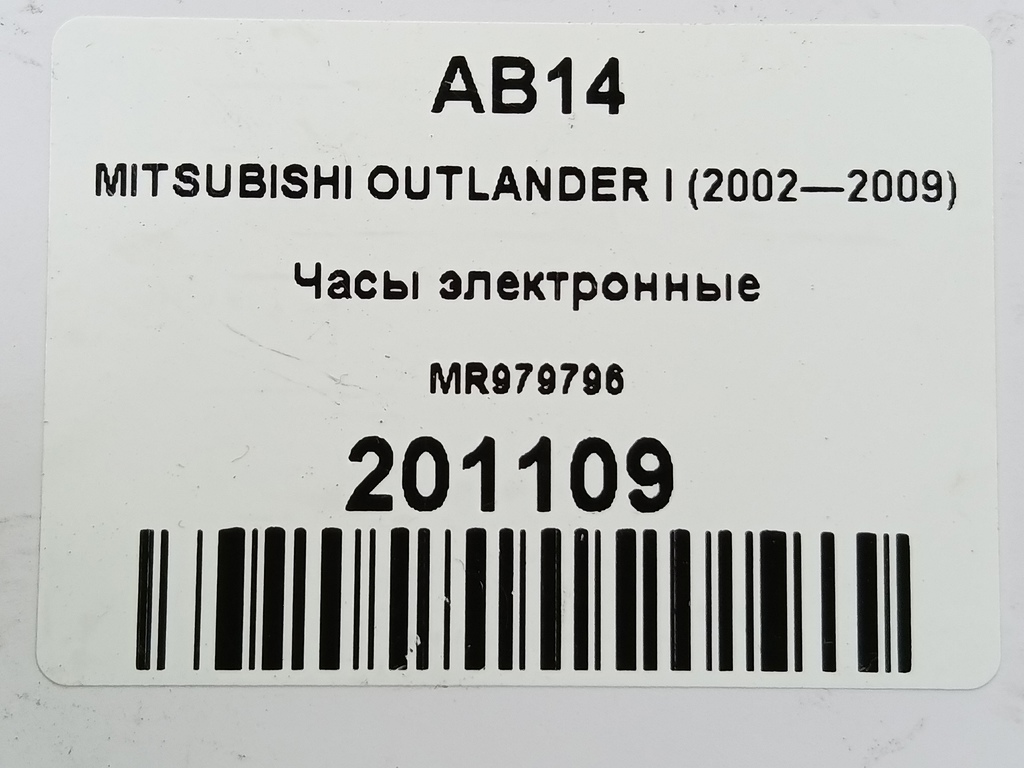 AB14
MITSUBISHI OUTLANDER I (2002—2009)
Часы электронные
MR979796
201109